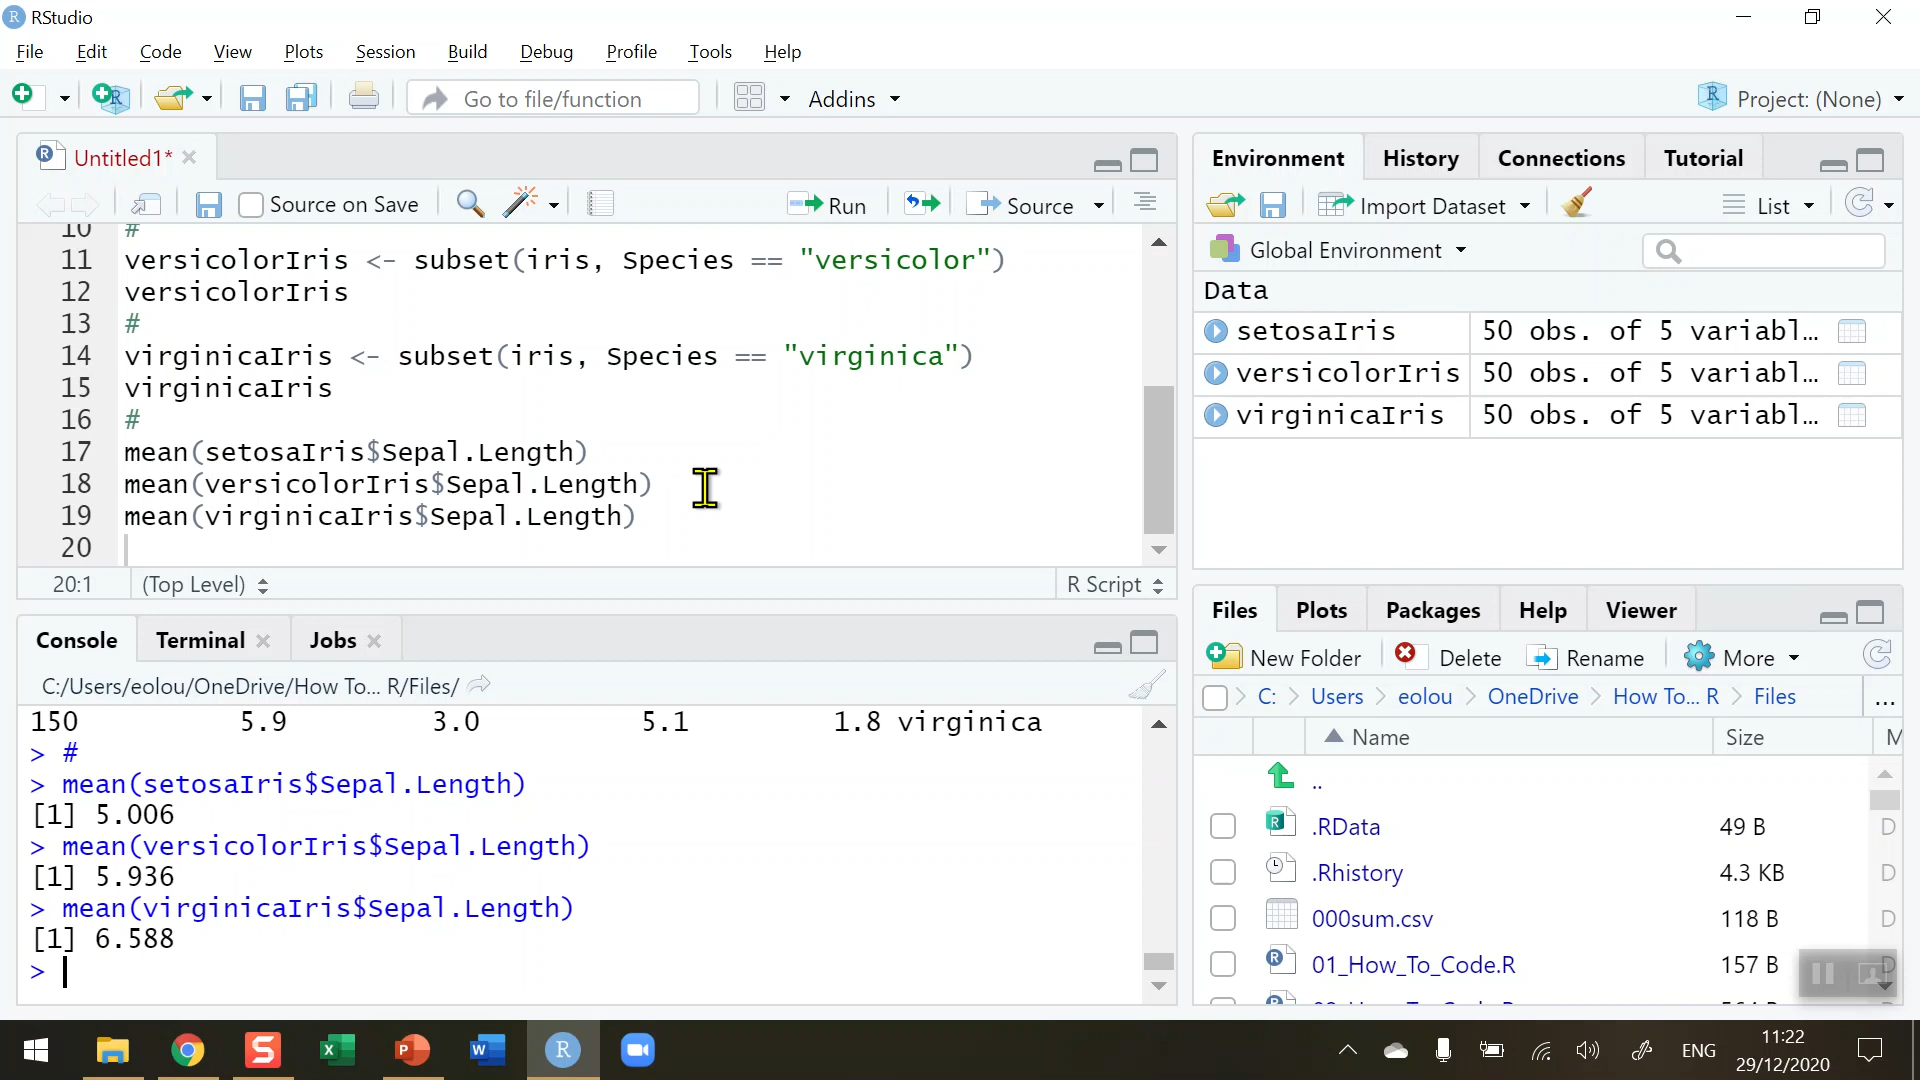 RStudio
File Edit Code View Plots Session Build Debug Profile Tools Help
Go to file/function Addins Project: (None)
Untitled1*
Source on Save Run Source
10 #
11 versicolorIris <- subset(iris, Species == "versicolor")
12 versicolorIris
13 #
14 virginicaIris <- subset(iris, Species == "virginica")
15 virginicaIris
16 #
17 mean(setosaIris$Sepal.Length)
18 mean(versicolorIris$Sepal.Length)
19 mean(virginicaIris$Sepal.Length)
20
20:1 (Top Level) R Script
Console Terminal Jobs
C:/Users/eolou/OneDrive/How To... R/Files/
150 5.9 3.0 5.1 1.8 virginica
> #
> mean(setosaIris$Sepal.Length)
[1] 5.006
> mean(versicolorIris$Sepal.Length)
[1] 5.936
> mean(virginicaIris$Sepal.Length)
[1] 6.588
>
Environment History Connections Tutorial
Import Dataset List
Global Environment
Data
setosaIris 50 obs. of 5 variabl...
versicolorIris 50 obs. of 5 variabl...
virginicaIris 50 obs. of 5 variabl...
Files Plots Packages Help Viewer
New Folder Delete Rename More
C: Users eolou OneDrive How To... R Files ...
Name Size M
..
.RData 49 B D
.Rhistory 4.3 KB D
000sum.csv 118 B D
01_How_To_Code.R 157 B D
ENG
11:22
29/12/2020